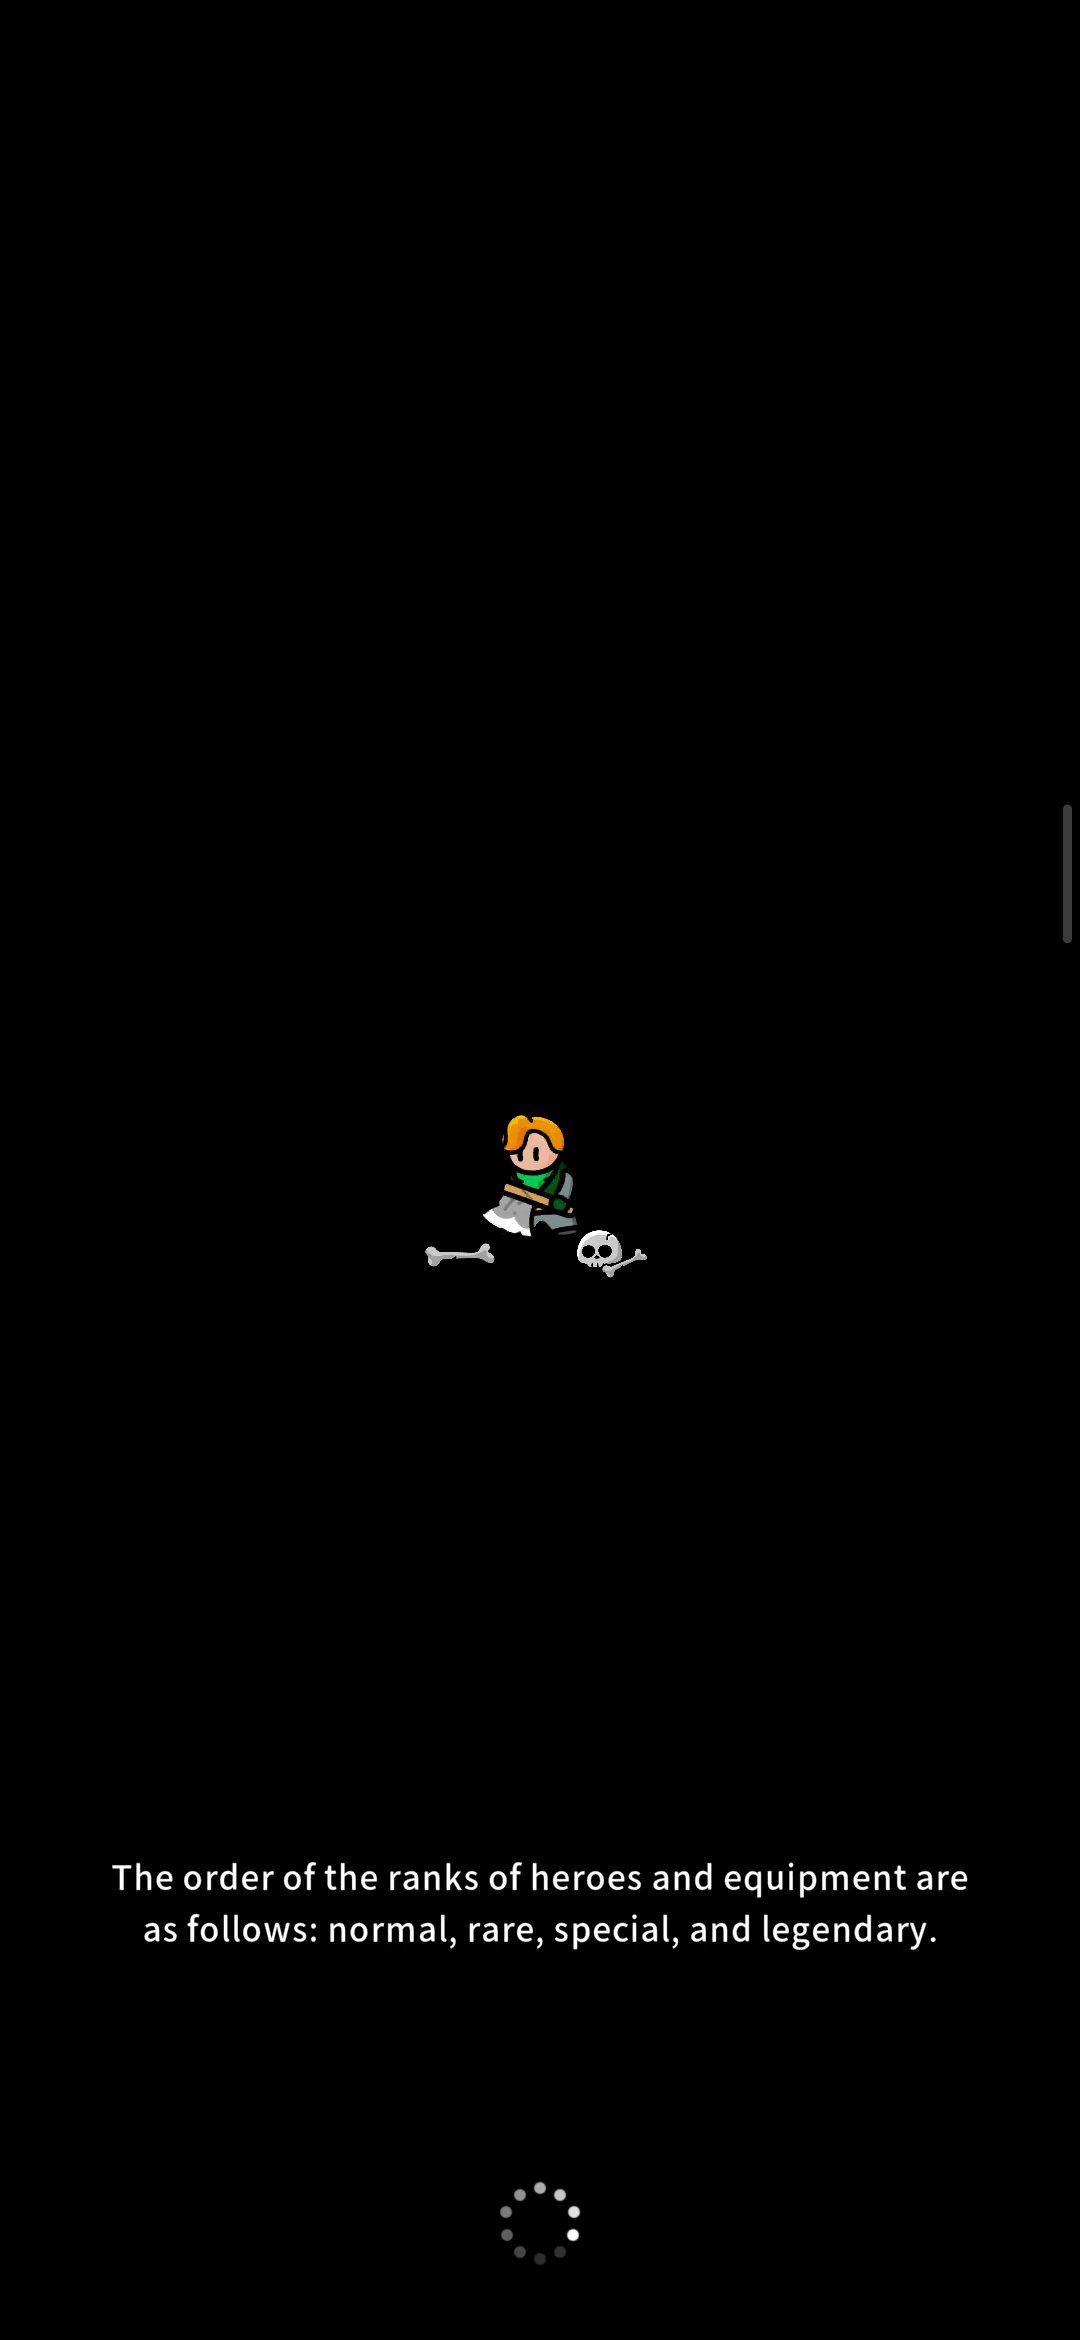 The order of the ranks of heroes and equipment are
as follows: normal, rare, special, and legendary.